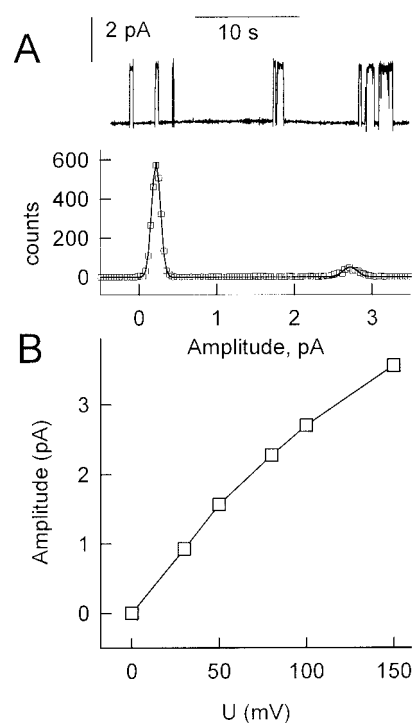 A
2 pA
10 s
600
400
200
0
counts
0 1 2 3
Amplitude, pA
B
3
2
1
0
Amplitude (pA)
0 50 100 150
U (mV)